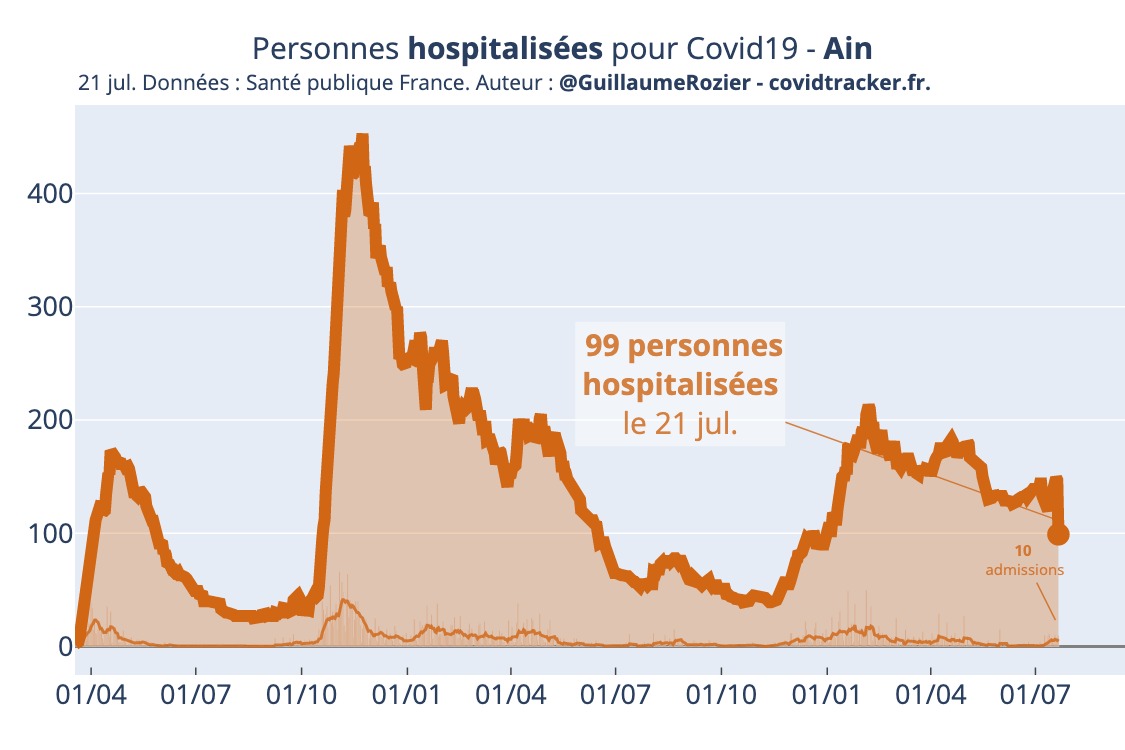 Personnes hospitalisées pour Covid19 - Ain
21 jul. Données : Santé publique France. Auteur : @GuillaumeRozier - covidtracker.fr.
400
300
99 personnes
hospitalisées
le 21 jul.
200
100
10
admissions
0
01/04 01/07 01/10 01/01 01/04 01/07 01/10 01/01 01/04 01/07